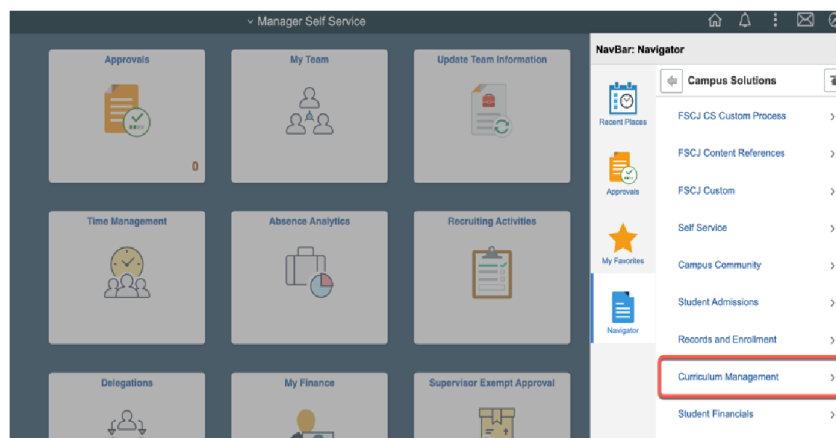 Manager Self Service
Approvals
My Team
Update Team Information
0
Time Management
Absence Analytics
Recruiting Activities
Delegations
My Finance
Supervisor Exempt Approval
NavBar: Navigator
Recent Places
Approvals
My Favorites
Navigator
Campus Solutions
FSCJ CS Custom Process
FSCJ Content References
FSCJ Custom
Self Service
Campus Community
Student Admissions
Records and Enrollment
Curriculum Management
Student Financials